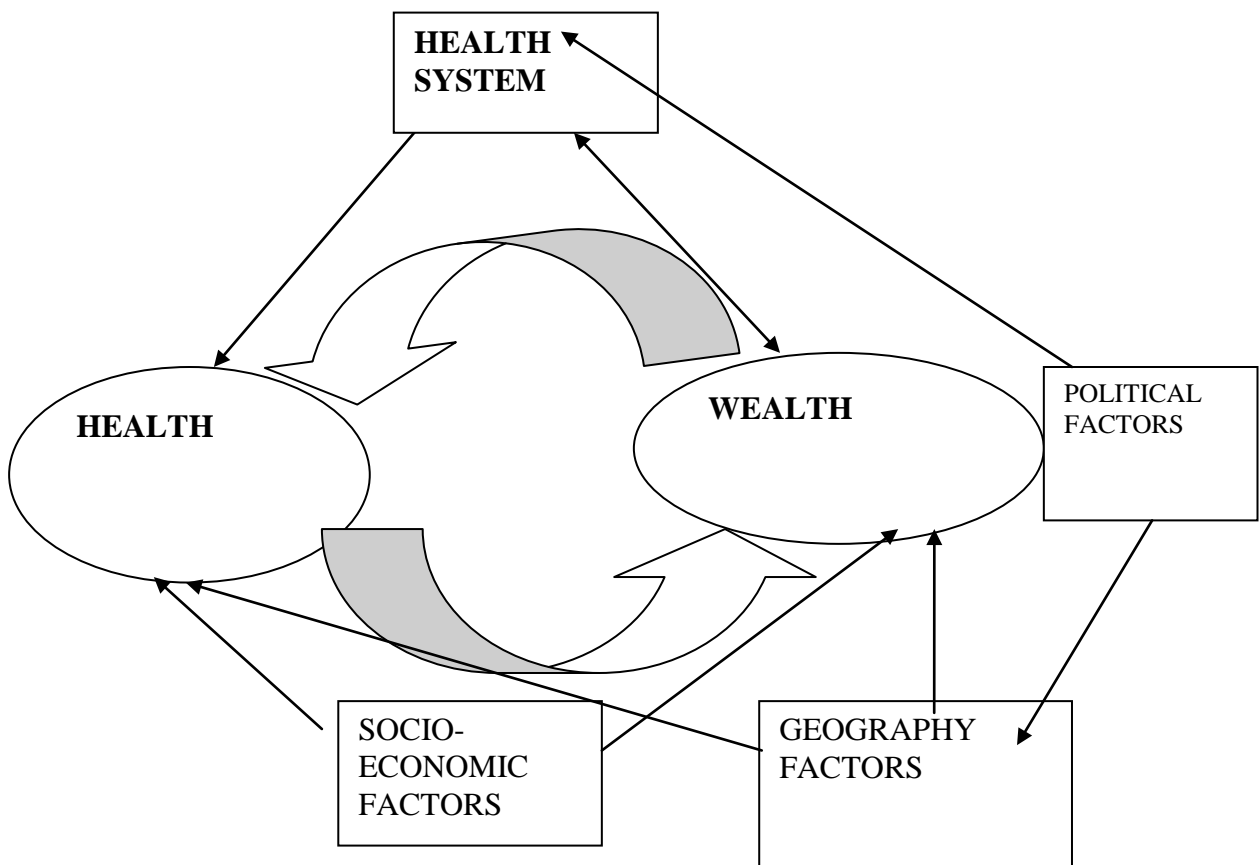 HEALTH
SYSTEM
HEALTH
WEALTH
POLITICAL
FACTORS
SOCIO-
ECONOMIC
FACTORS
GEOGRAPHY
FACTORS